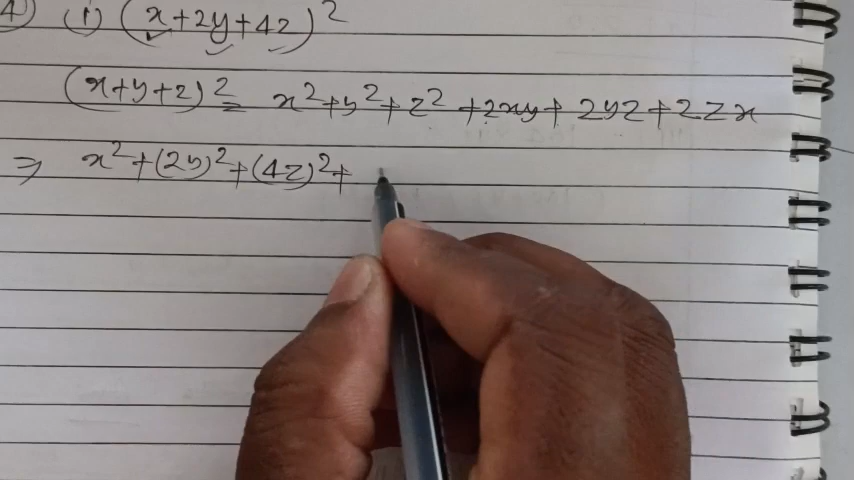 4) (i) (x+2y+4z)²
(x+y+z)² = x²+y²+z² +2xy+2yz+2zx
⇒ x²+(2y)²+(4z)²+